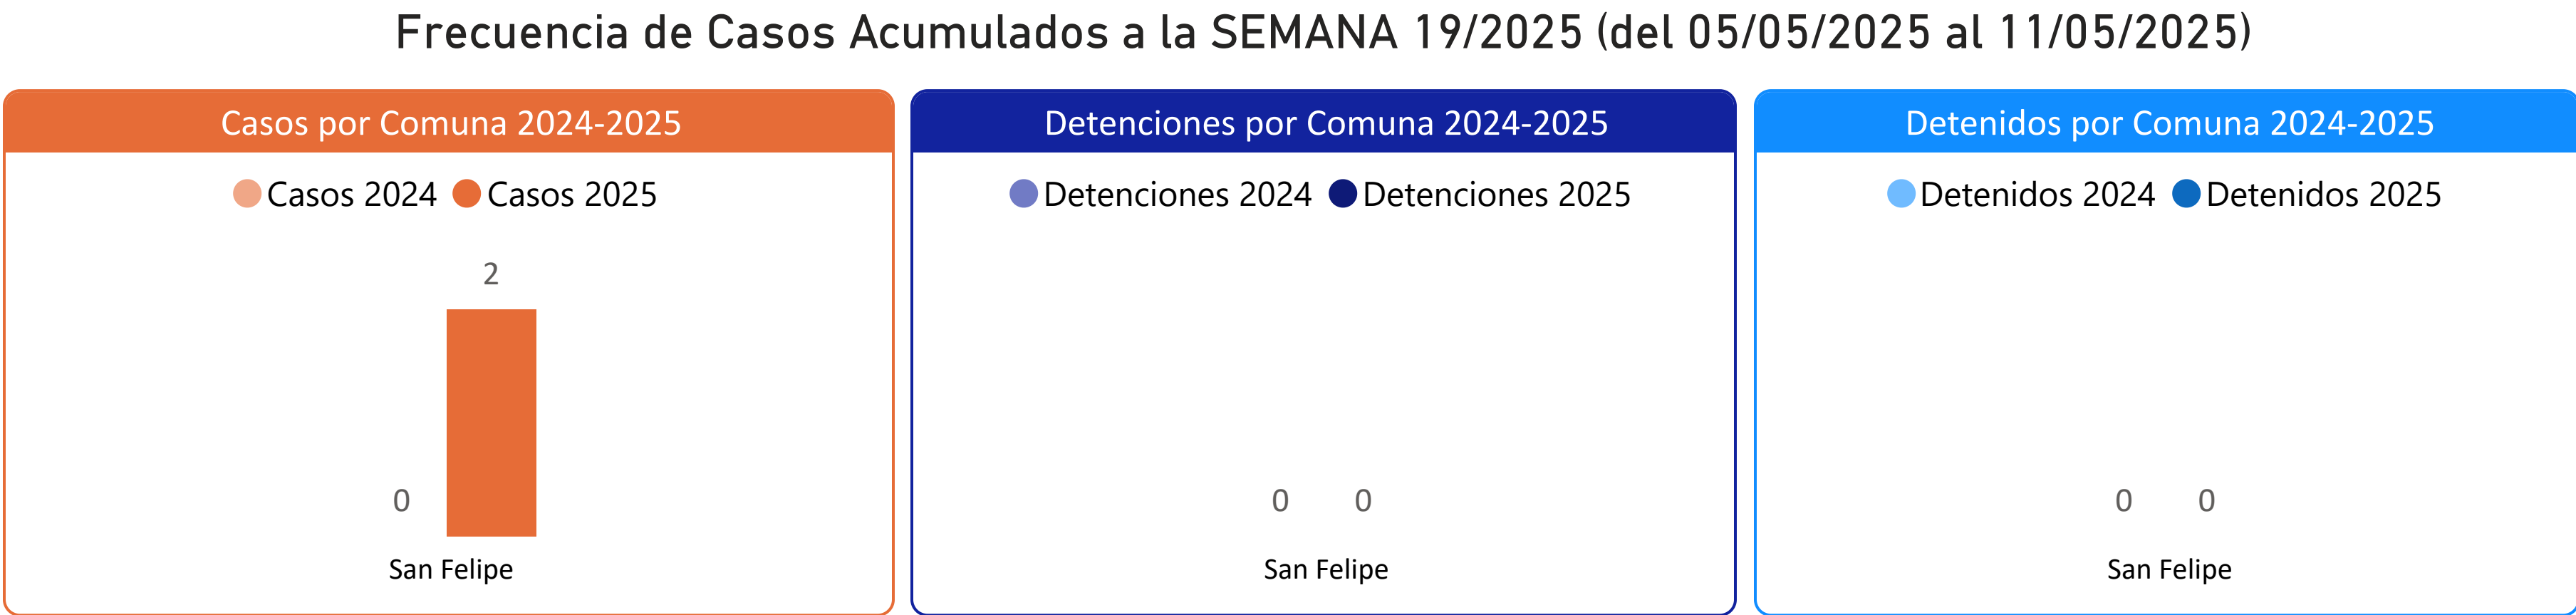 Frecuencia de Casos Acumulados a la SEMANA 19/2025 (del 05/05/2025 al 11/05/2025)
Casos por Comuna 2024-2025
Casos 2024 Casos 2025
2
0
San Felipe
Detenciones por Comuna 2024-2025
Detenciones 2024 Detenciones 2025
0 0
San Felipe
Detenidos por Comuna 2024-2025
Detenidos 2024 Detenidos 2025
0 0
San Felipe